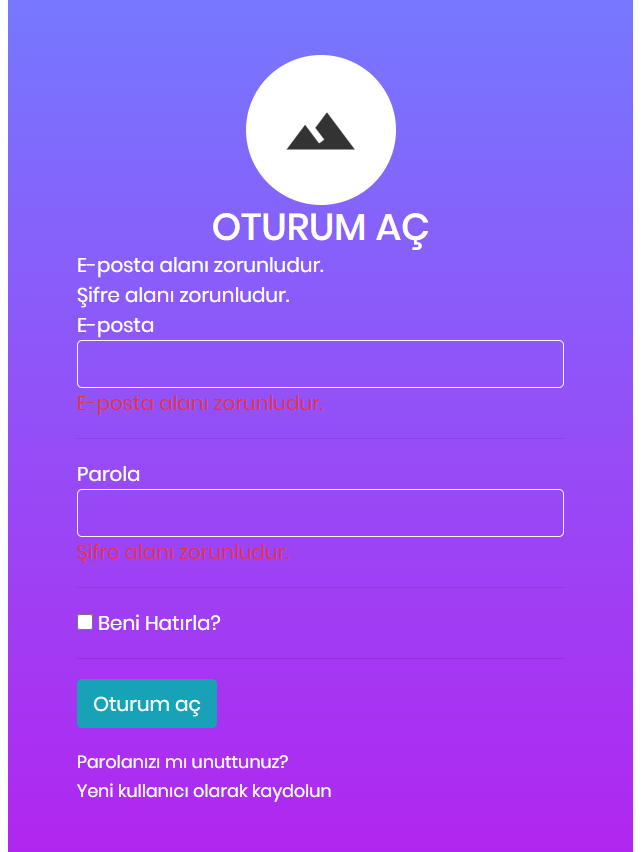 OTURUM AÇ
E-posta alanı zorunludur.
Şifre alanı zorunludur.
E-posta
E-posta alanı zorunludur.
Parola
Şifre alanı zorunludur.
Beni Hatırla?
Oturum aç
Parolanızı mı unuttunuz?
Yeni kullanıcı olarak kaydolun